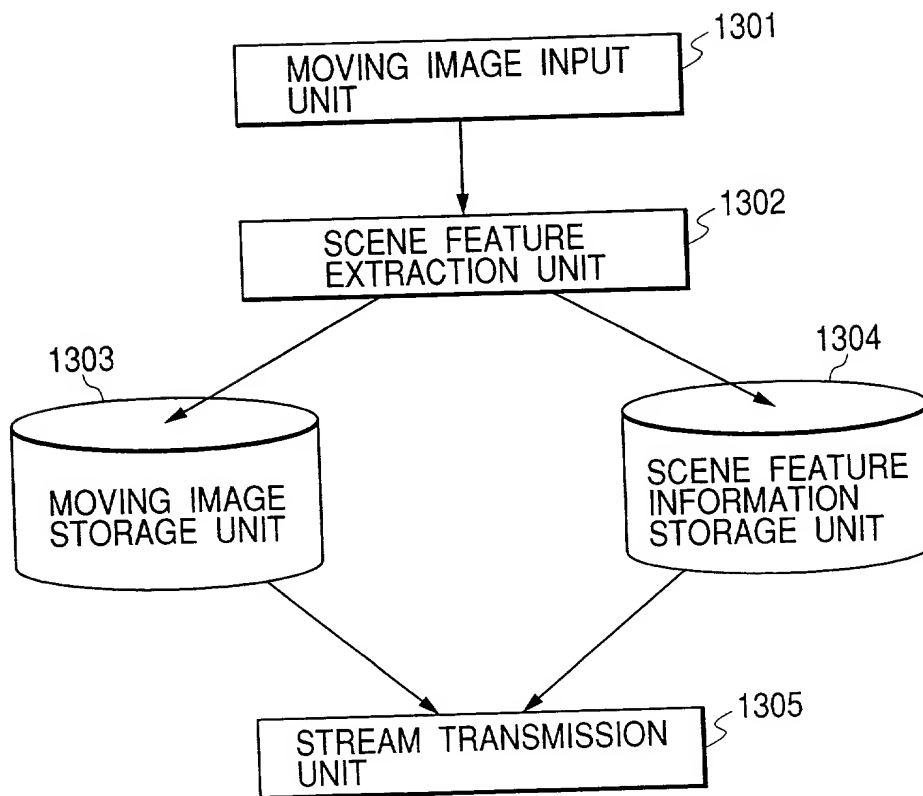 1301
MOVING IMAGE INPUT
UNIT
1302
SCENE FEATURE
EXTRACTION UNIT
1303
MOVING IMAGE
STORAGE UNIT
1304
SCENE FEATURE
INFORMATION
STORAGE UNIT
1305
STREAM TRANSMISSION
UNIT